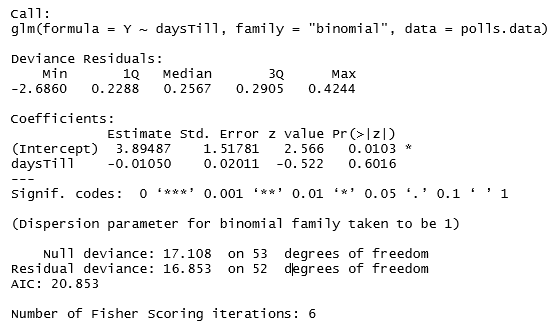 Call:
glm(formula = Y ~ daysTill, family = "binomial", data = polls.data)
Deviance Residuals:
Min 1Q Median 3Q Max
-2.6860 0.2288 0.2567 0.2905 0.4244
Coefficients:
Estimate Std. Error z value Pr(>|z|)
(Intercept) 3.89487 1.51781 2.566 0.0103 *
daysTill -0.01050 0.02011 -0.522 0.6016
---
Signif. codes: 0 ‘***’ 0.001 ‘**’ 0.01 ‘*’ 0.05 ‘.’ 0.1 ‘ ’ 1
(Dispersion parameter for binomial family taken to be 1)
Null deviance: 17.108 on 53 degrees of freedom
Residual deviance: 16.853 on 52 degrees of freedom
AIC: 20.853
Number of Fisher Scoring iterations: 6